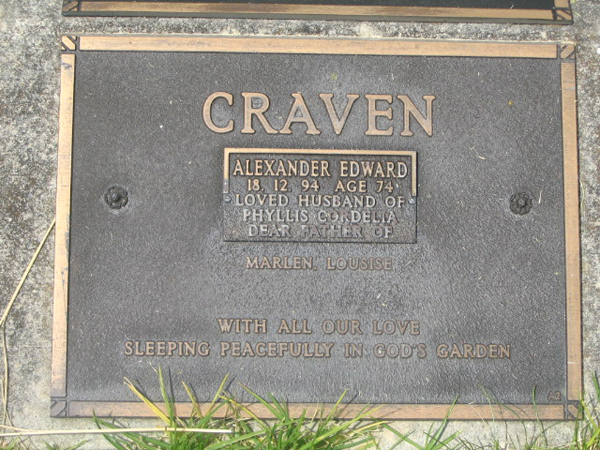 CRAVEN
ALEXANDER EDWARD
18. 12. 94 AGE 74
LOVED HUSBAND OF
PHYLLIS CORDELIA
DEAR FATHER OF
MARLEN, LOUSISE
WITH ALL OUR LOVE
SLEEPING PEACEFULLY IN GOD'S GARDEN